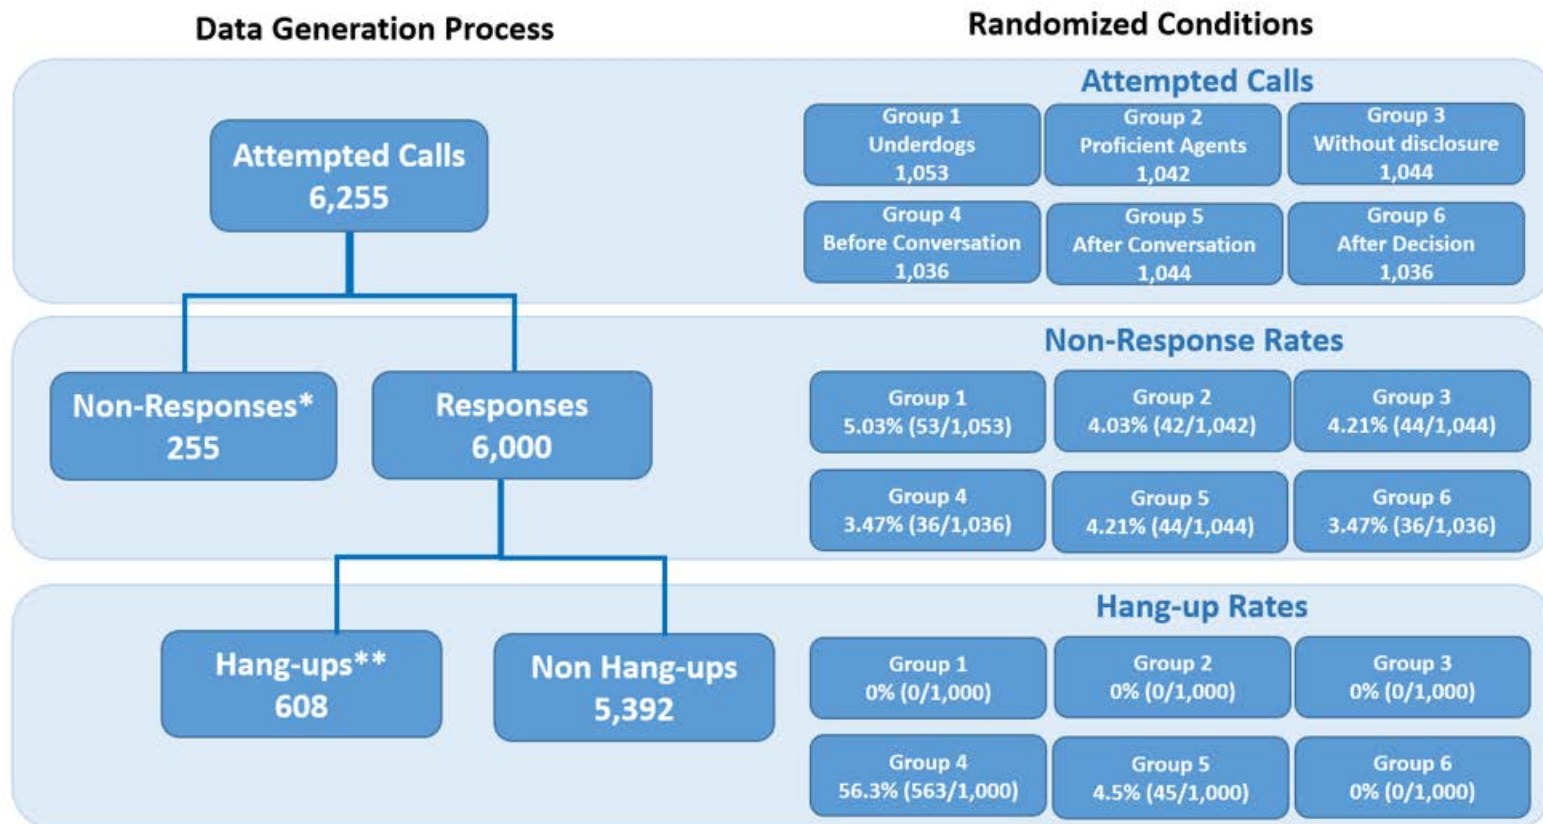 Data Generation Process
Randomized Conditions
Attempted Calls
6,255
Attempted Calls
Group 1
Underdogs
1,053
Group 2
Proficient Agents
1,042
Group 3
Without disclosure
1,044
Group 4
Before Conversation
1,036
Group 5
After Conversation
1,044
Group 6
After Decision
1,036
Non-Responses*
255
Responses
6,000
Non-Response Rates
Group 1
5.03% (53/1,053)
Group 2
4.03% (42/1,042)
Group 3
4.21% (44/1,044)
Group 4
3.47% (36/1,036)
Group 5
4.21% (44/1,044)
Group 6
3.47% (36/1,036)
Hang-ups**
608
Non Hang-ups
5,392
Hang-up Rates
Group 1
0% (0/1,000)
Group 2
0% (0/1,000)
Group 3
0% (0/1,000)
Group 4
56.3% (563/1,000)
Group 5
4.5% (45/1,000)
Group 6
0% (0/1,000)